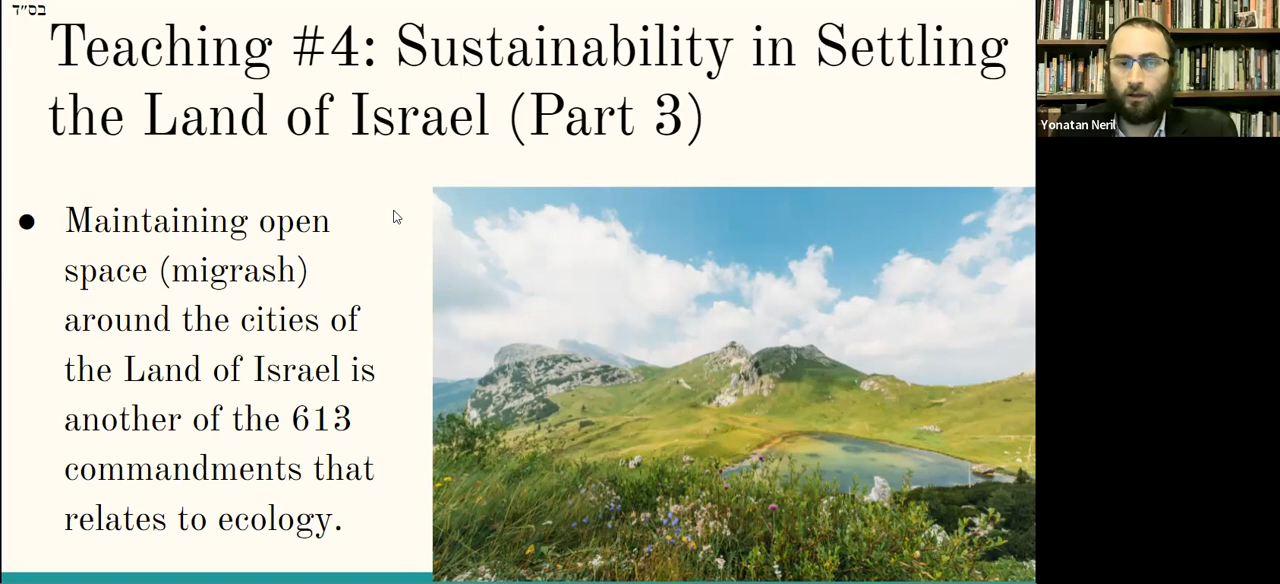 בס״ד
Teaching #4: Sustainability in Settling
the Land of Israel (Part 3)
● Maintaining open
space (migrash)
around the cities of
the Land of Israel is
another of the 613
commandments that
relates to ecology.
Yonatan Neril